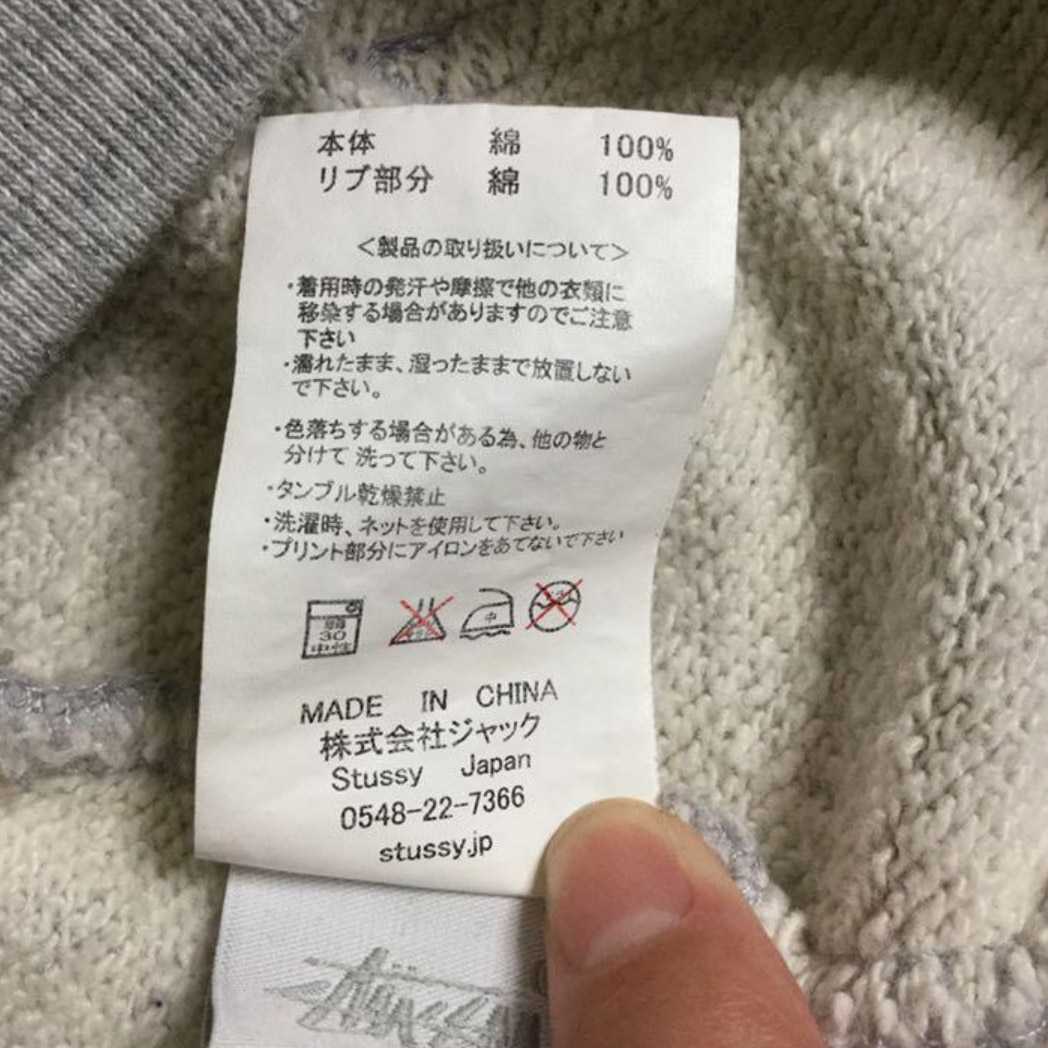 本体 綿 100%
リブ部分 綿 100%
＜製品の取り扱いについて＞
・着用時の発汗や摩擦で他の衣類に
移染する場合がありますのでご注意
下さい
・濡れたまま、湿ったままで放置しない
で下さい。
・色落ちする場合がある為、他の物と
分けて 洗って下さい。
・タンブル乾燥禁止
・洗濯時、ネットを使用して下さい。
・プリント部分にアイロンをあてないで下さい
弱
30
中性
中
MADE IN CHINA
株式会社ジャック
Stussy Japan
0548-22-7366
stussy.jp